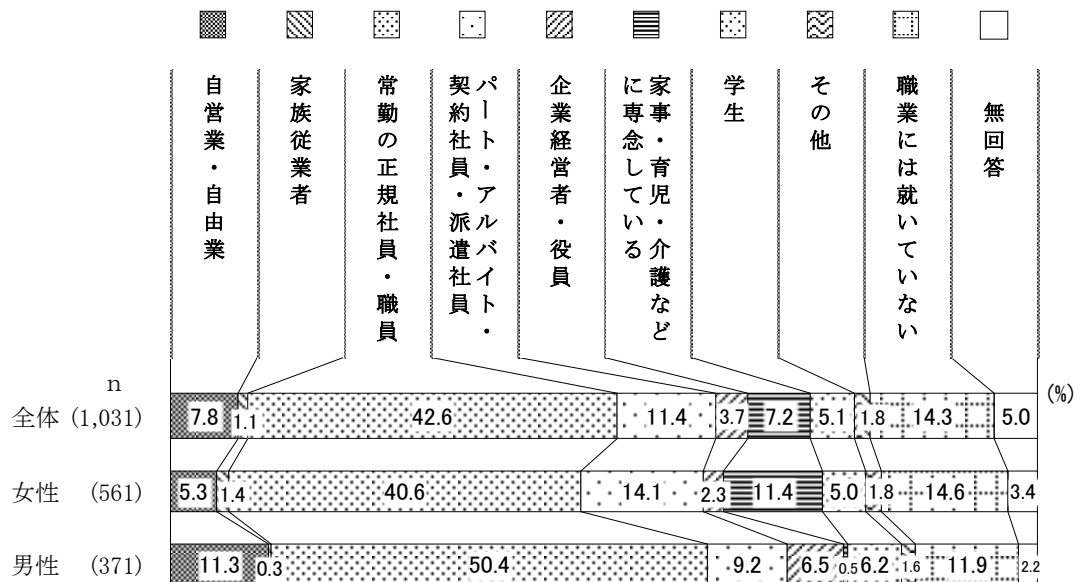 自営業・自由業
家族従業者
常勤の正規社員・職員
パート・アルバイト・
契約社員・派遣社員
企業経営者・役員
家事・育児・介護など
に専念している
学生
その他
職業には就いていない
無回答
n
(%)
全体 (1,031) 7.8 1.1 42.6 11.4 3.7 7.2 5.1 1.8 14.3 5.0
女性 (561) 5.3 1.4 40.6 14.1 2.3 11.4 5.0 1.8 14.6 3.4
男性 (371) 11.3 0.3 50.4 9.2 6.5 0.5 6.2 1.6 11.9 2.2